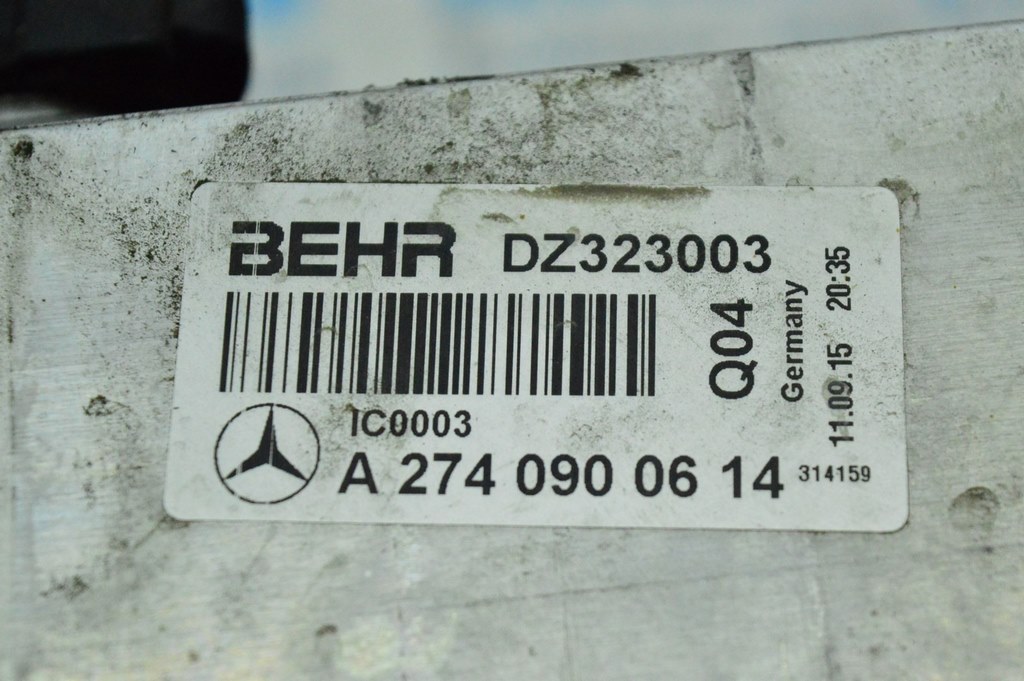 BEHR DZ323003
IC0003
A 274 090 06 14
314159
Q04
Germany
11.09.15 20:35